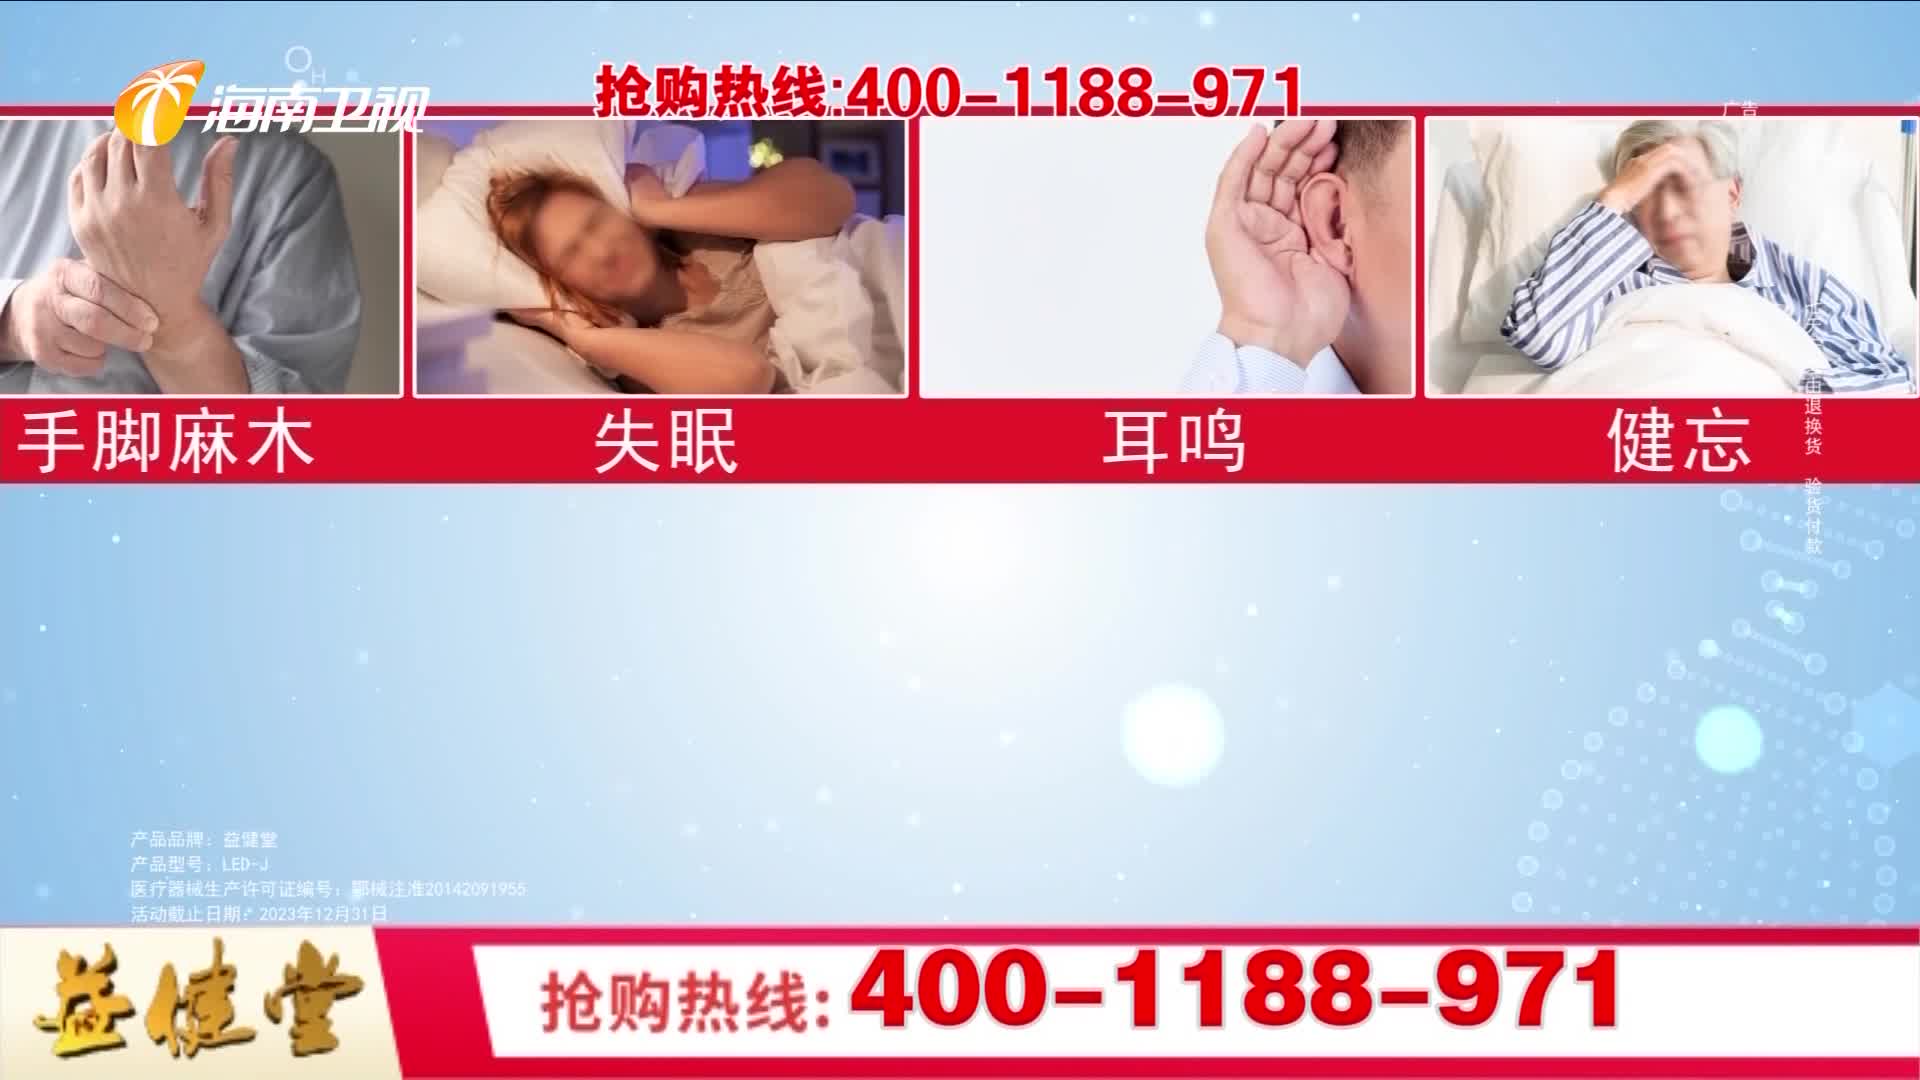 海南卫视
抢购热线:400-1188-971
广告
手脚麻木
失眠
耳鸣
健忘
由退换货 验货付款
产品品牌：益健堂
产品型号：LED-J
医疗器械生产许可证编号：鄂械注准20142091955
活动截止日期：2023年12月31日
益健堂
抢购热线:400-1188-971